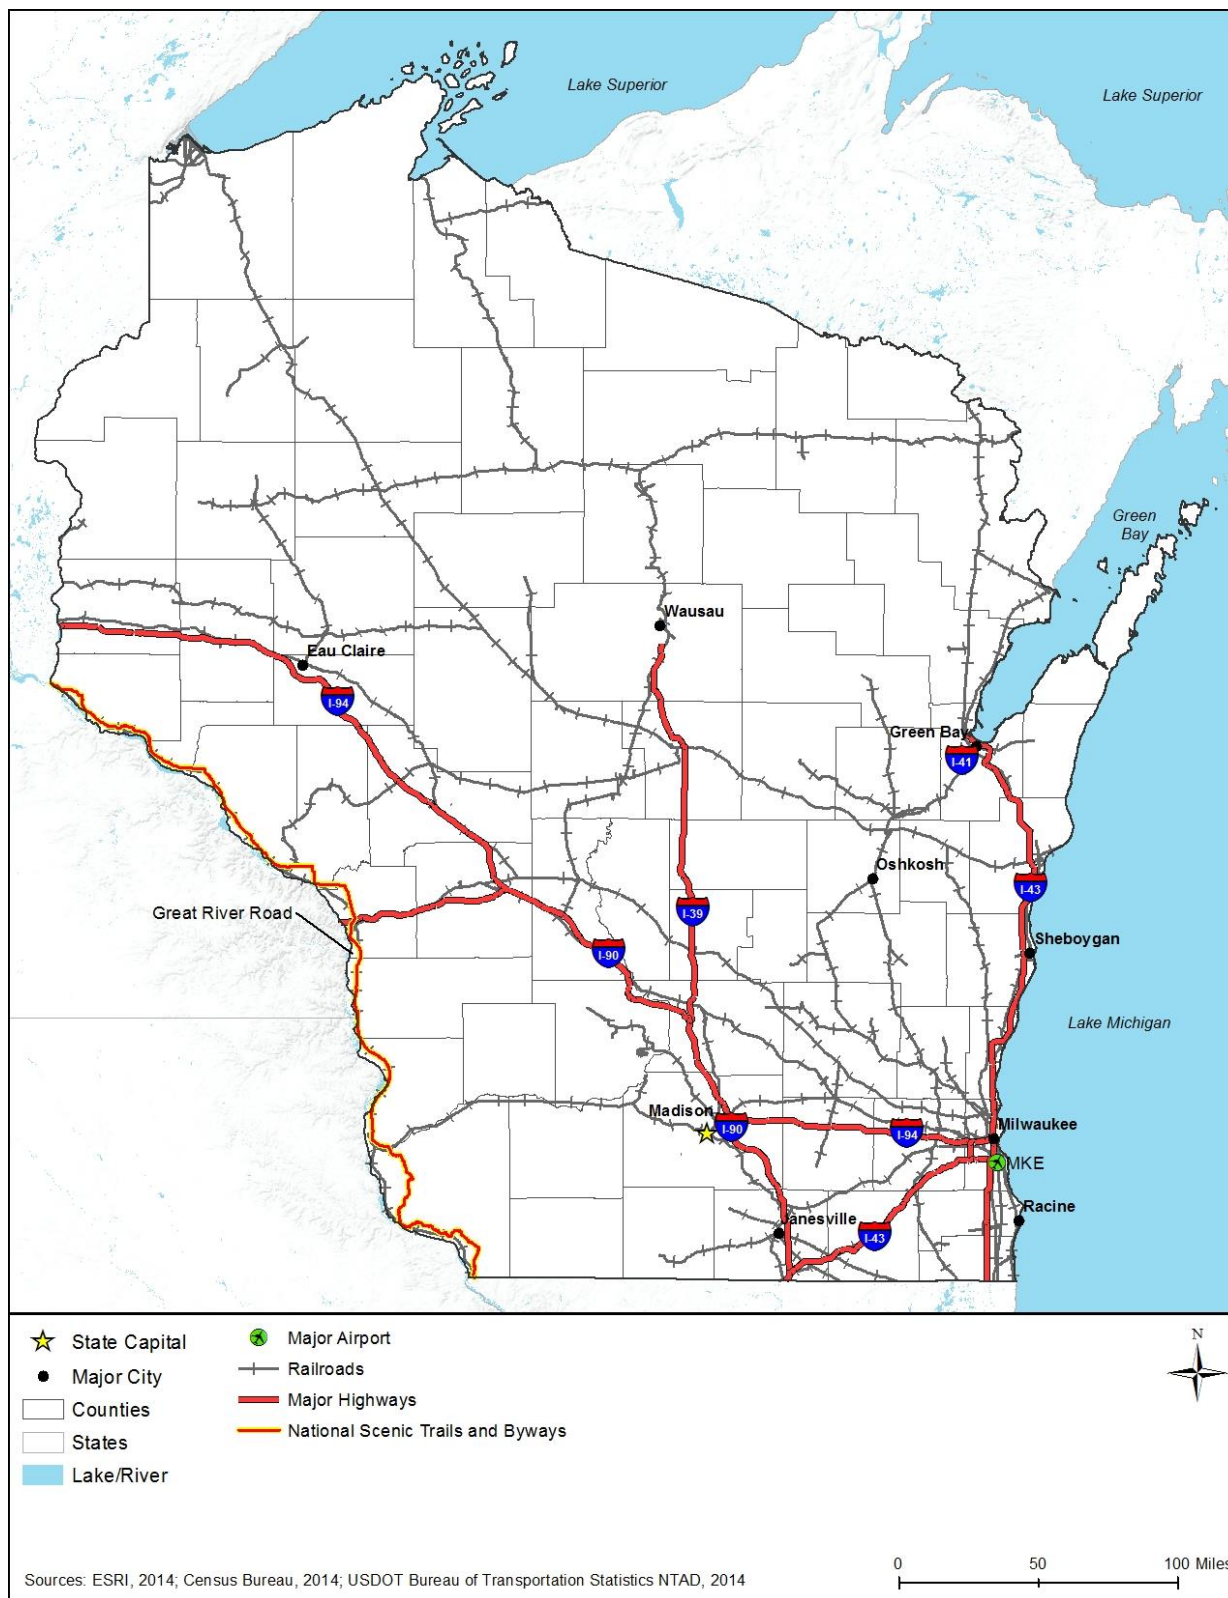 Lake Superior
Lake Superior
Green
Bay
Wausau
Eau Claire
I-94
Green Bay
I-41
Oshkosh
I-43
Great River Road
I-39
I-90
Sheboygan
Lake Michigan
Madison
I-90
I-94
Milwaukee
MKE
Janesville
I-43
Racine
State Capital
Major City
Counties
States
Lake/River
Major Airport
Railroads
Major Highways
National Scenic Trails and Byways
N
0 50 100 Miles
Sources: ESRI, 2014; Census Bureau, 2014; USDOT Bureau of Transportation Statistics NTAD, 2014